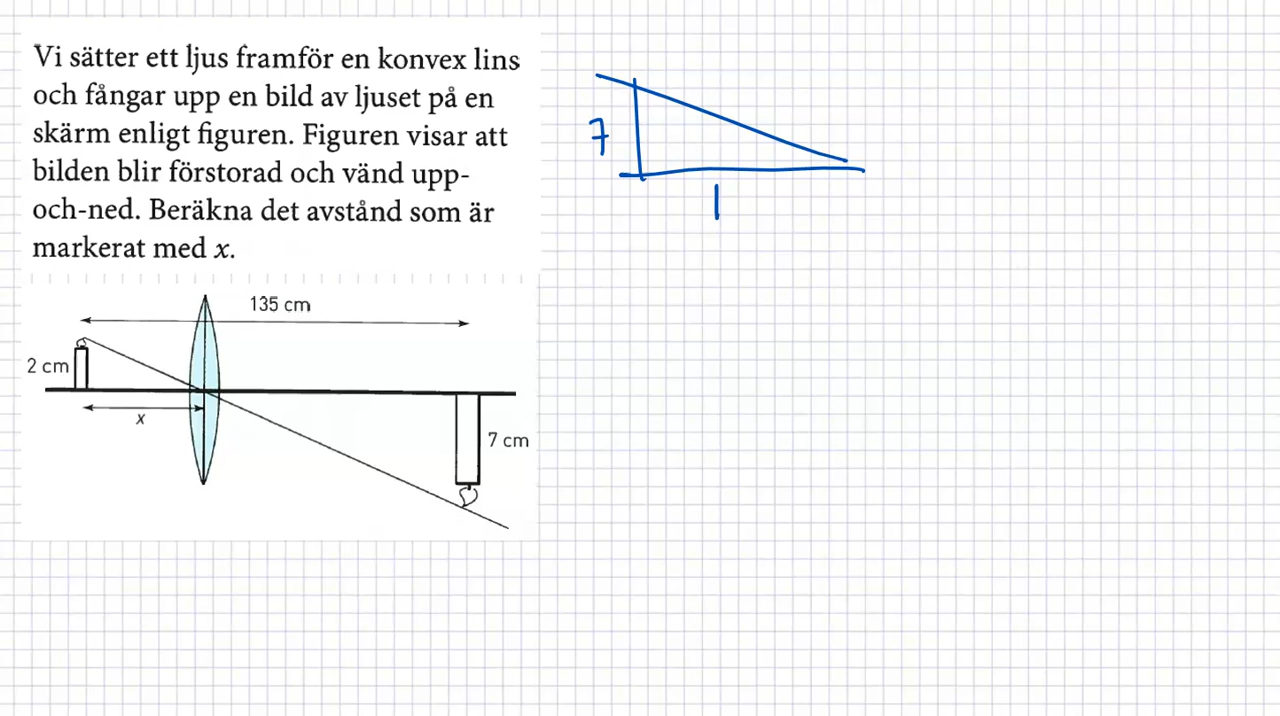 Vi sätter ett ljus framför en konvex lins
och fångar upp en bild av ljuset på en
skärm enligt figuren. Figuren visar att
bilden blir förstorad och vänd upp-
och-ned. Beräkna det avstånd som är
markerat med x.
135 cm
2 cm
x
7 cm
7
1